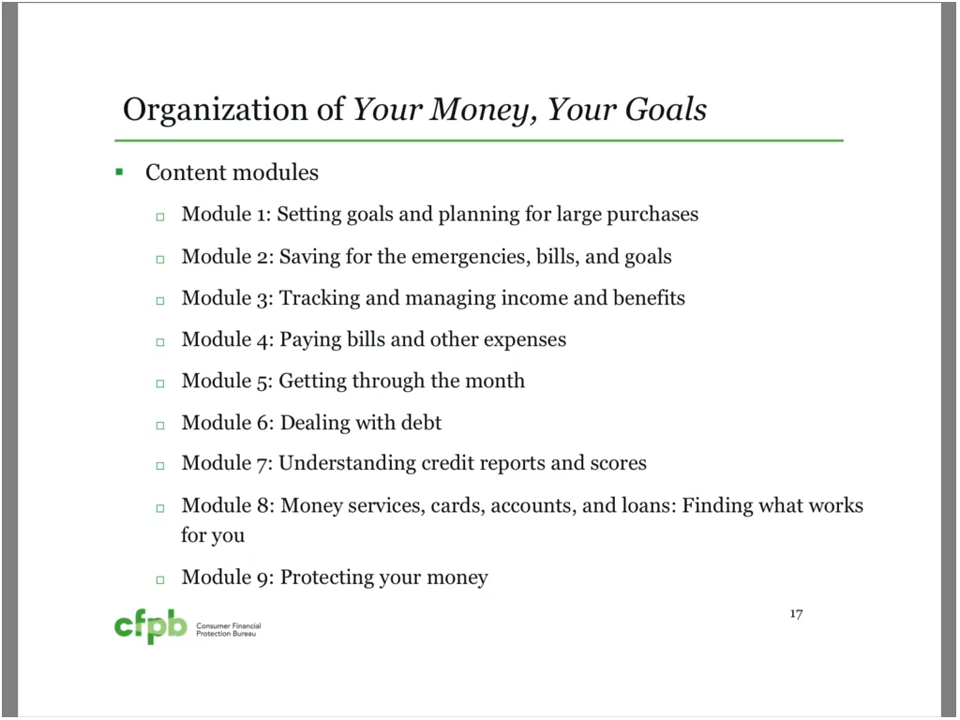 Organization of Your Money, Your Goals
▪ Content modules
▫ Module 1: Setting goals and planning for large purchases
▫ Module 2: Saving for the emergencies, bills, and goals
▫ Module 3: Tracking and managing income and benefits
▫ Module 4: Paying bills and other expenses
▫ Module 5: Getting through the month
▫ Module 6: Dealing with debt
▫ Module 7: Understanding credit reports and scores
▫ Module 8: Money services, cards, accounts, and loans: Finding what works
for you
▫ Module 9: Protecting your money
17
cfpb
Consumer Financial
Protection Bureau